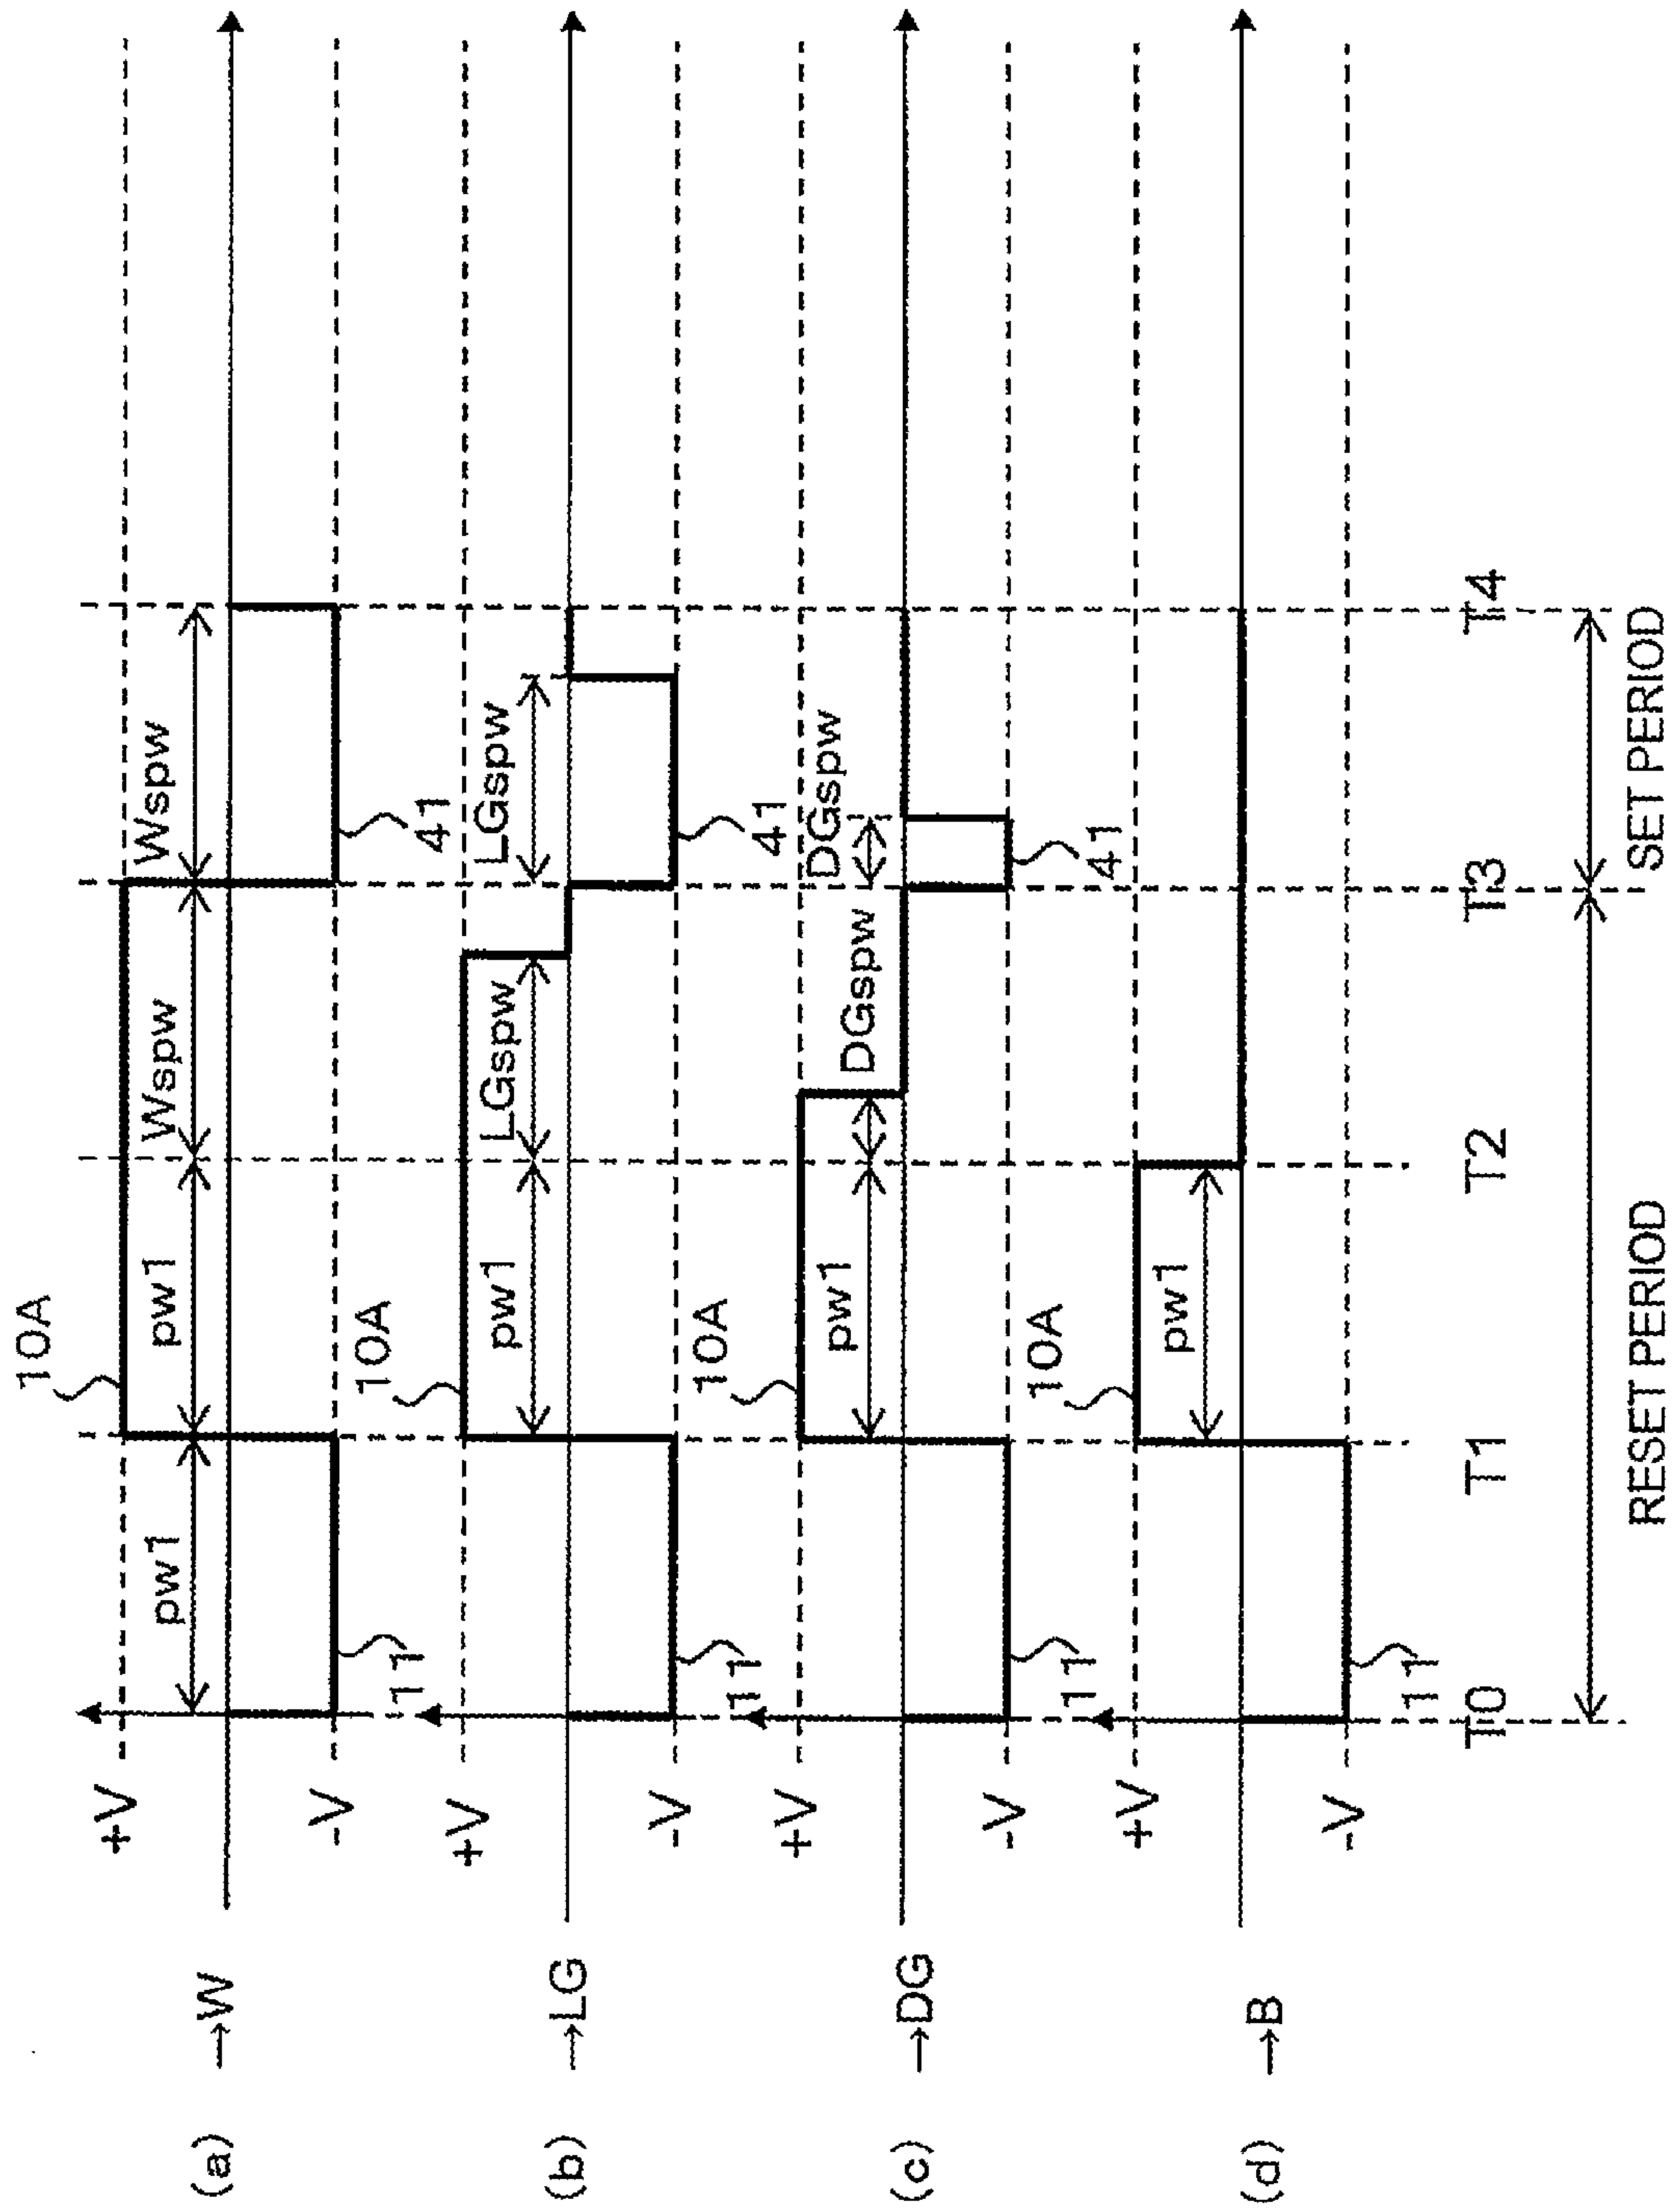 (a) →W
+V
-V
10A
pw1
pw1
Wspw
Wspw
11
41
(b) →LG
+V
-V
10A
pw1
LGspw
LGspw
11
41
(c) →DG
+V
-V
10A
pw1
DGspw
DGspw
11
41
(d) →B
+V
-V
10A
pw1
11
T0
T1
T2
T3
T4
RESET PERIOD
SET PERIOD